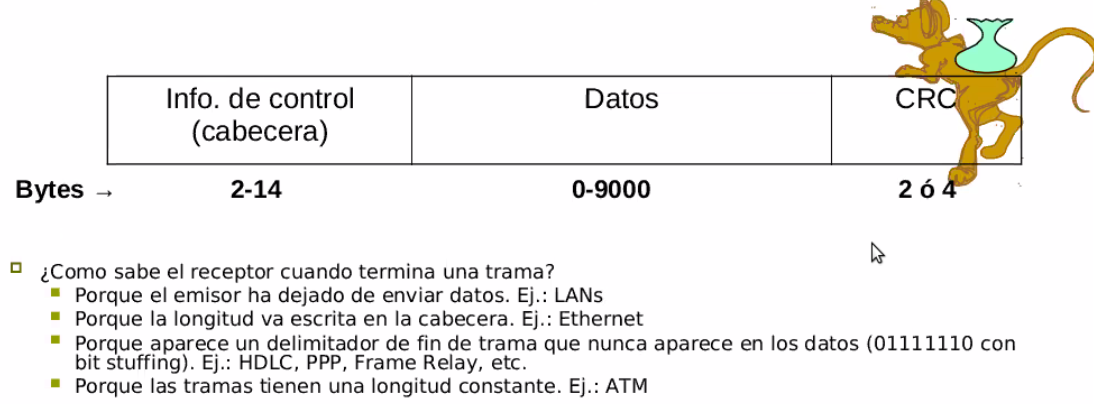 Info. de control
(cabecera)
Datos
CRC
Bytes → 2-14 0-9000 2 ó 4
¿Como sabe el receptor cuando termina una trama?
Porque el emisor ha dejado de enviar datos. Ej.: LANs
Porque la longitud va escrita en la cabecera. Ej.: Ethernet
Porque aparece un delimitador de fin de trama que nunca aparece en los datos (01111110 con
bit stuffing). Ej.: HDLC, PPP, Frame Relay, etc.
Porque las tramas tienen una longitud constante. Ej.: ATM